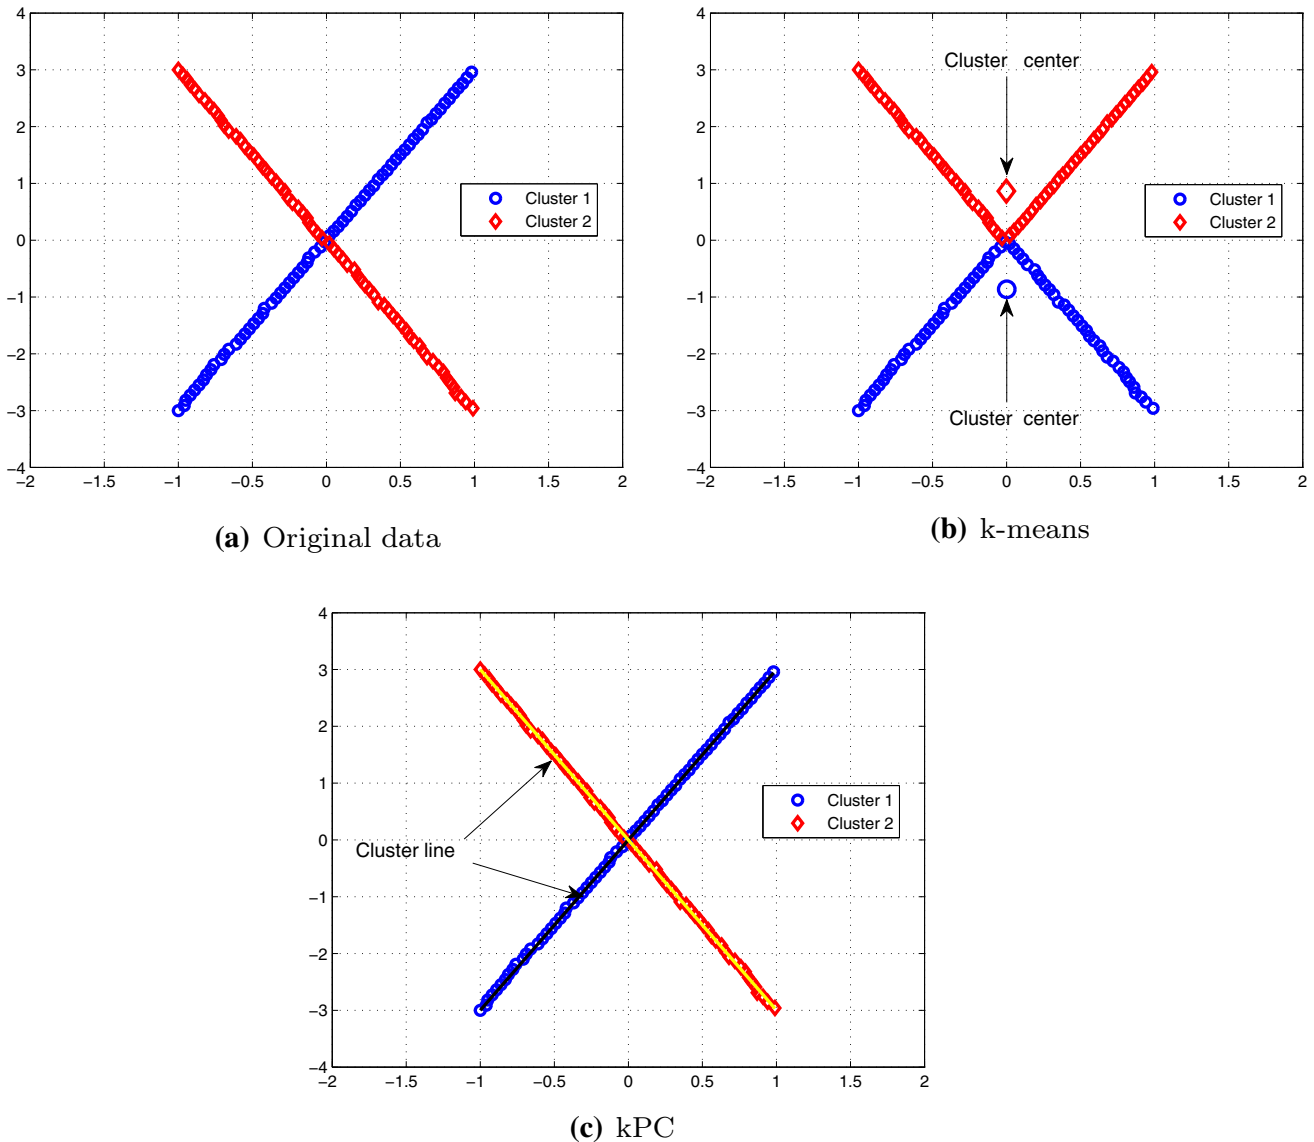 4
3
2
1
0
−1
−2
−3
−4
−2 −1.5 −1 −0.5 0 0.5 1 1.5 2
Cluster 1
Cluster 2
(a) Original data
4
3
2
1
0
−1
−2
−3
−4
−2 −1.5 −1 −0.5 0 0.5 1 1.5 2
Cluster center
Cluster 1
Cluster 2
Cluster center
(b) k-means
4
3
2
1
0
−1
−2
−3
−4
−2 −1.5 −1 −0.5 0 0.5 1 1.5 2
Cluster 1
Cluster 2
Cluster line
(c) kPC